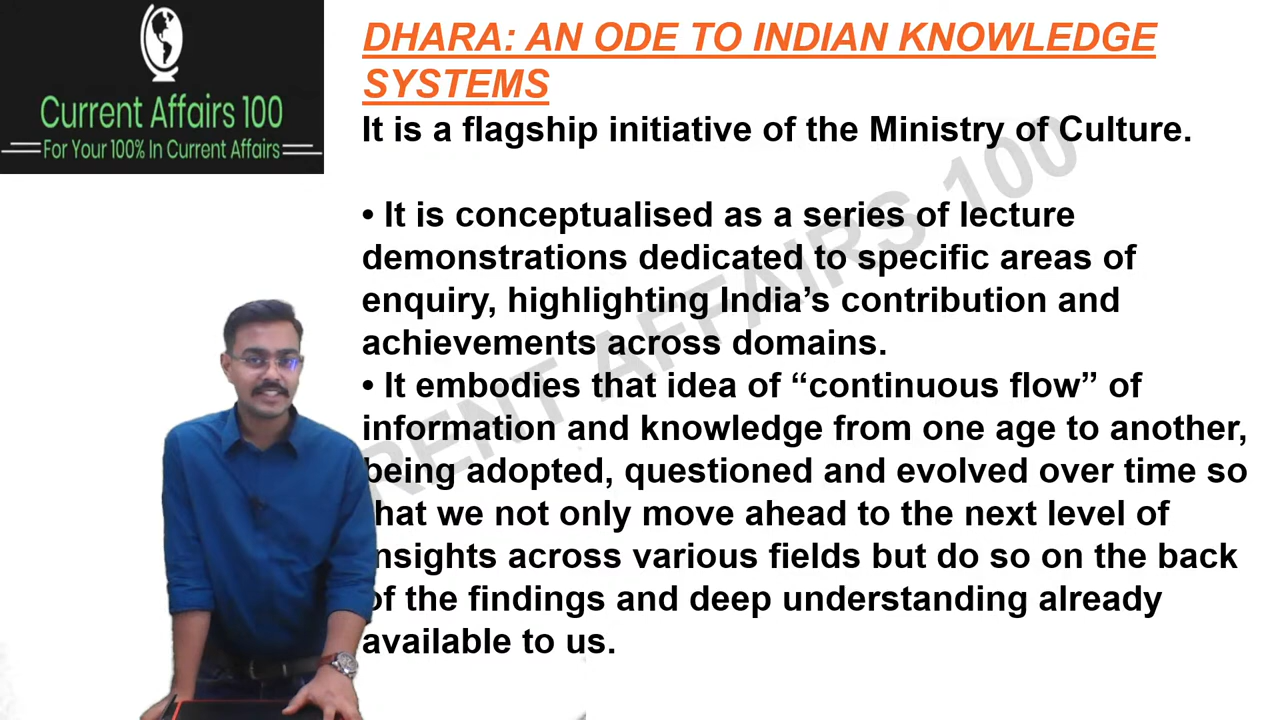 Current Affairs 100
For Your 100% In Current Affairs
DHARA: AN ODE TO INDIAN KNOWLEDGE
SYSTEMS
It is a flagship initiative of the Ministry of Culture.
• It is conceptualised as a series of lecture
demonstrations dedicated to specific areas of
enquiry, highlighting India’s contribution and
achievements across domains.
• It embodies that idea of “continuous flow” of
information and knowledge from one age to another,
being adopted, questioned and evolved over time so
that we not only move ahead to the next level of
insights across various fields but do so on the back
of the findings and deep understanding already
available to us.
RENT AFFAIRS 100